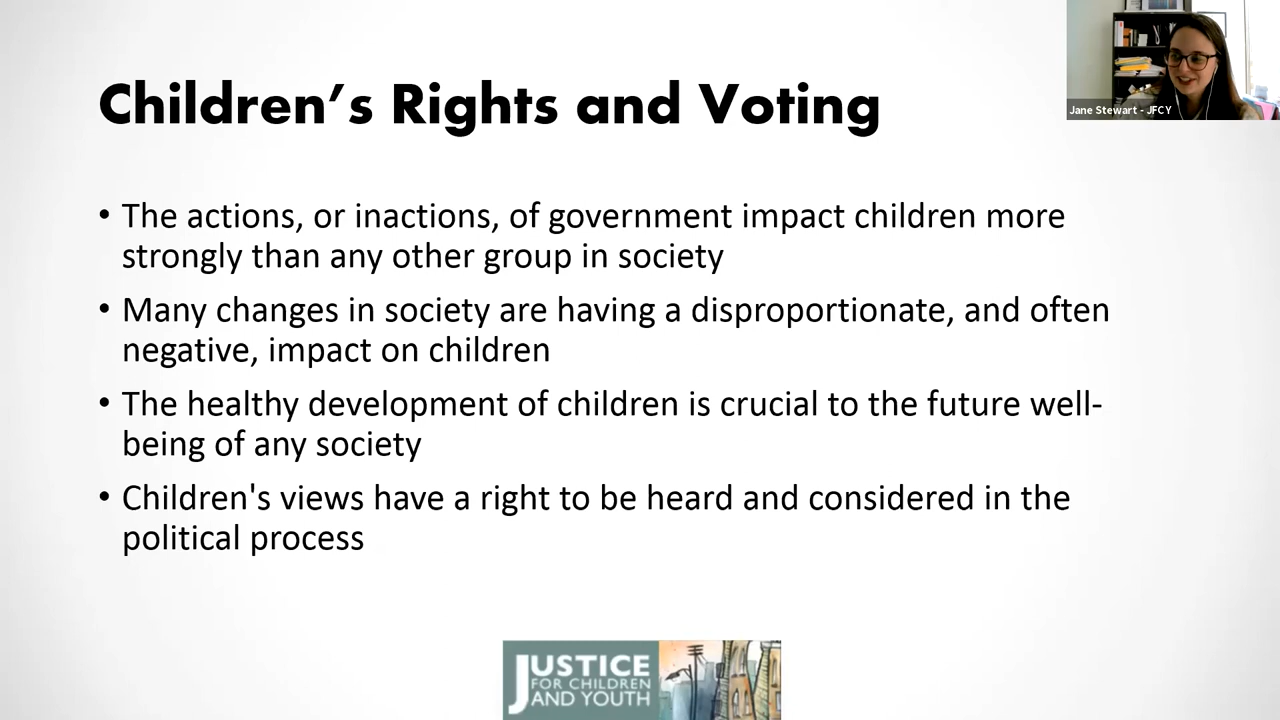 Children’s Rights and Voting
Jane Stewart - JFCY
• The actions, or inactions, of government impact children more
strongly than any other group in society
• Many changes in society are having a disproportionate, and often
negative, impact on children
• The healthy development of children is crucial to the future well-
being of any society
• Children's views have a right to be heard and considered in the
political process
JUSTICE
FOR CHILDREN
AND YOUTH